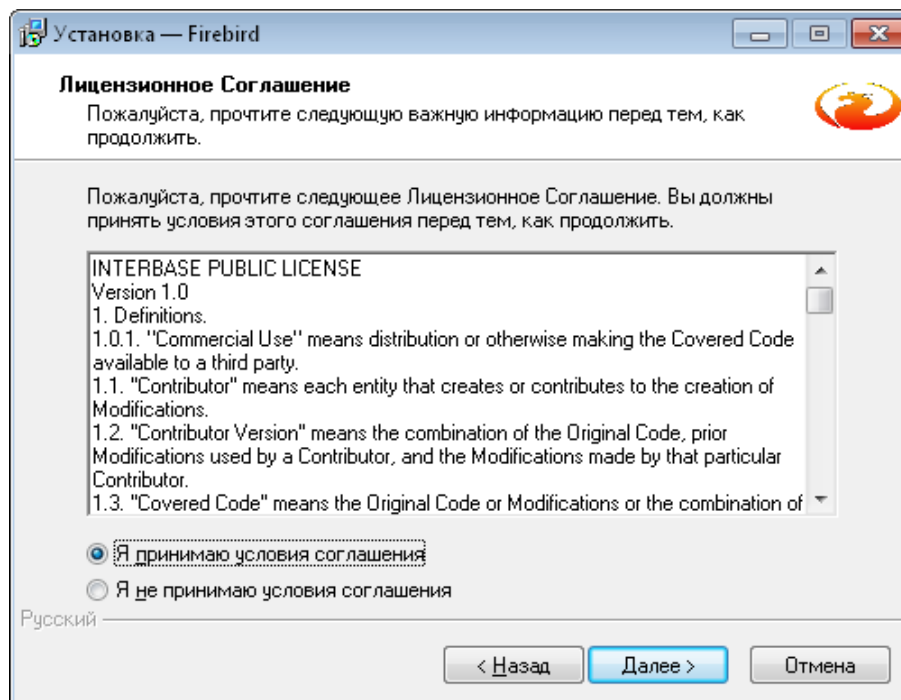 Установка — Firebird
Лицензионное Соглашение
Пожалуйста, прочтите следующую важную информацию перед тем, как
продолжить.
Пожалуйста, прочтите следующее Лицензионное Соглашение. Вы должны
принять условия этого соглашения перед тем, как продолжить.
INTERBASE PUBLIC LICENSE
Version 1.0
1. Definitions.
1.0.1. "Commercial Use" means distribution or otherwise making the Covered Code
available to a third party.
1.1. "Contributor" means each entity that creates or contributes to the creation of
Modifications.
1.2. "Contributor Version" means the combination of the Original Code, prior
Modifications used by a Contributor, and the Modifications made by that particular
Contributor.
1.3. "Covered Code" means the Original Code or Modifications or the combination of
Я принимаю условия соглашения
Я не принимаю условия соглашения
Русский
< Назад
Далее >
Отмена